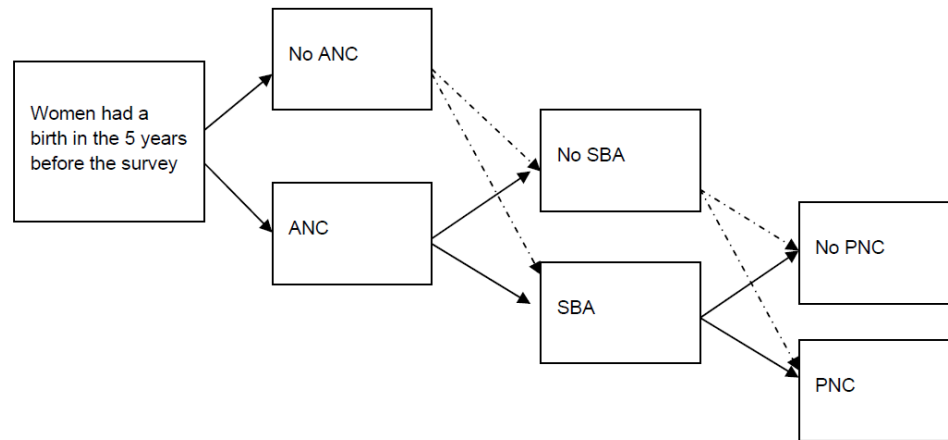 No ANC
Women had a
birth in the 5 years
before the survey
No SBA
ANC
No PNC
SBA
PNC